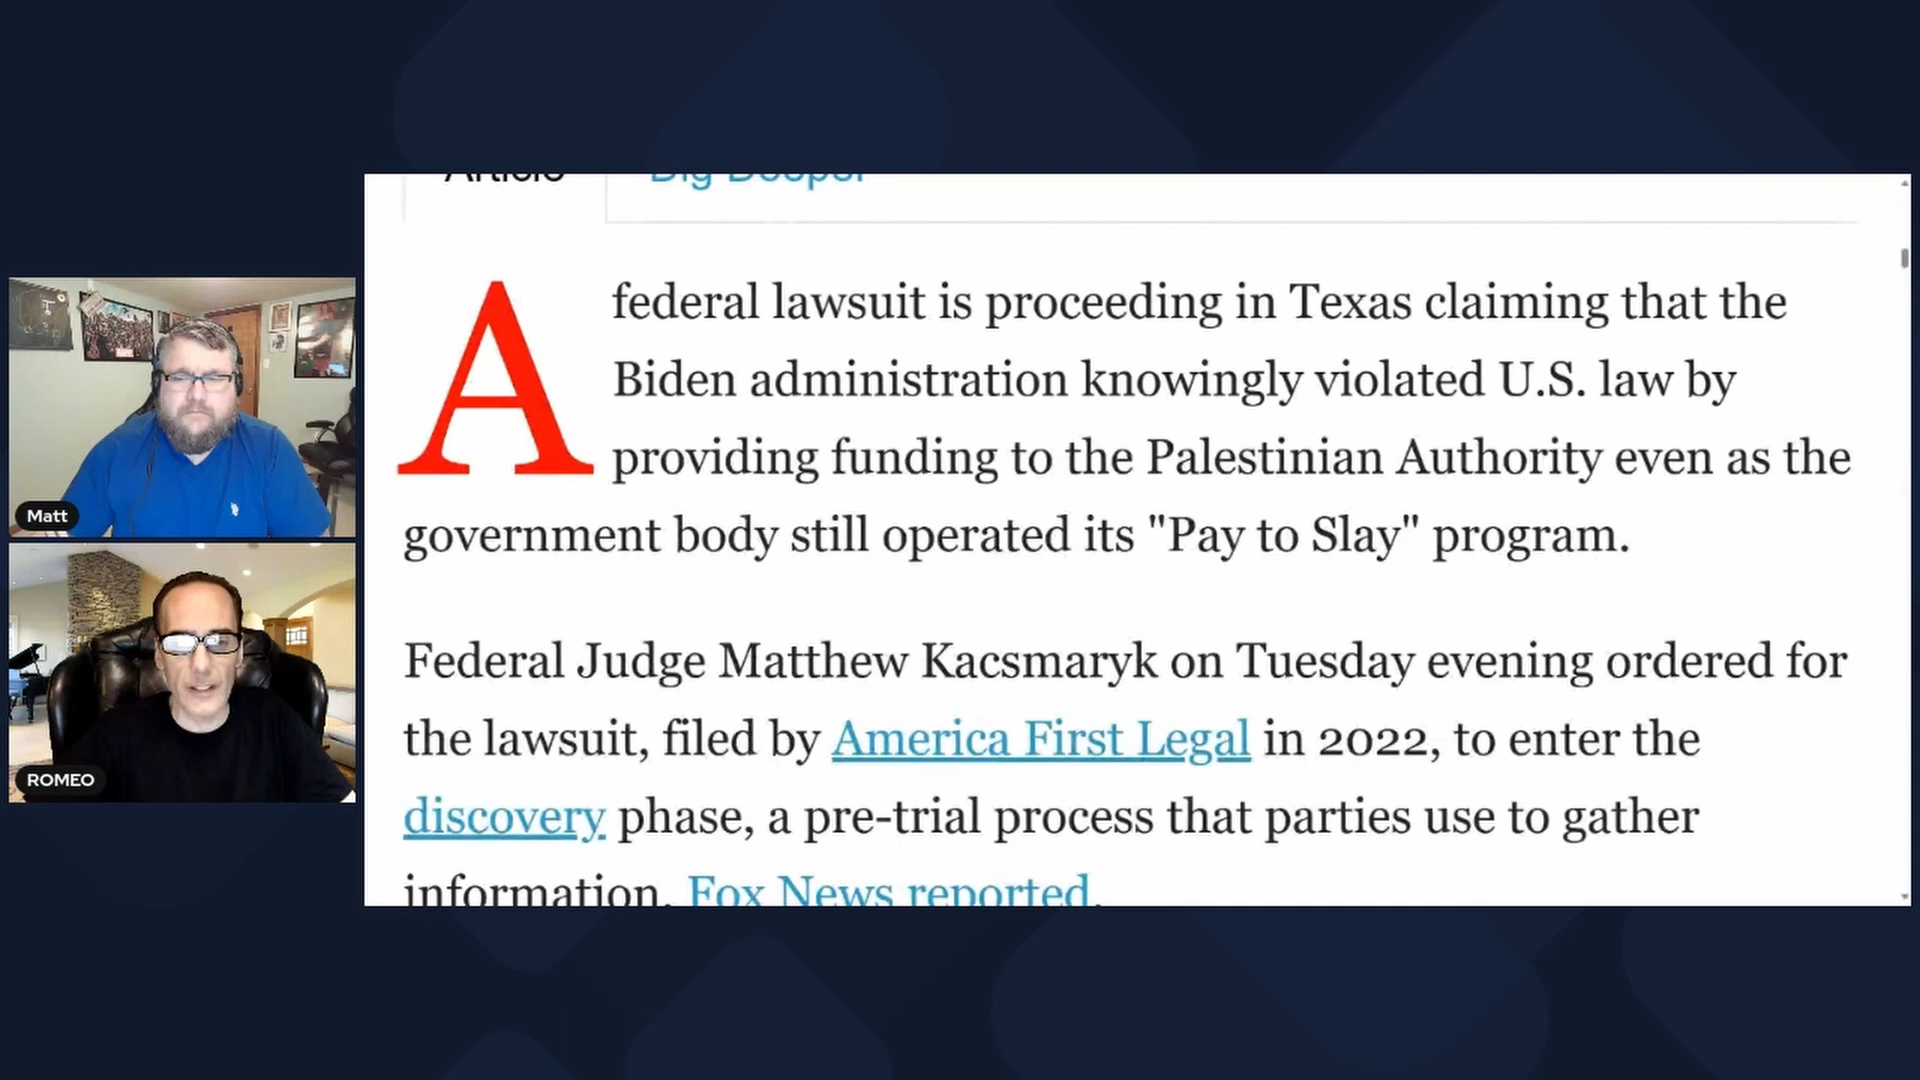 Article Dig Deeper
A federal lawsuit is proceeding in Texas claiming that the
Biden administration knowingly violated U.S. law by
providing funding to the Palestinian Authority even as the
government body still operated its "Pay to Slay" program.
Federal Judge Matthew Kacsmaryk on Tuesday evening ordered for
the lawsuit, filed by America First Legal in 2022, to enter the
discovery phase, a pre-trial process that parties use to gather
information, Fox News reported.
Matt
ROMEO